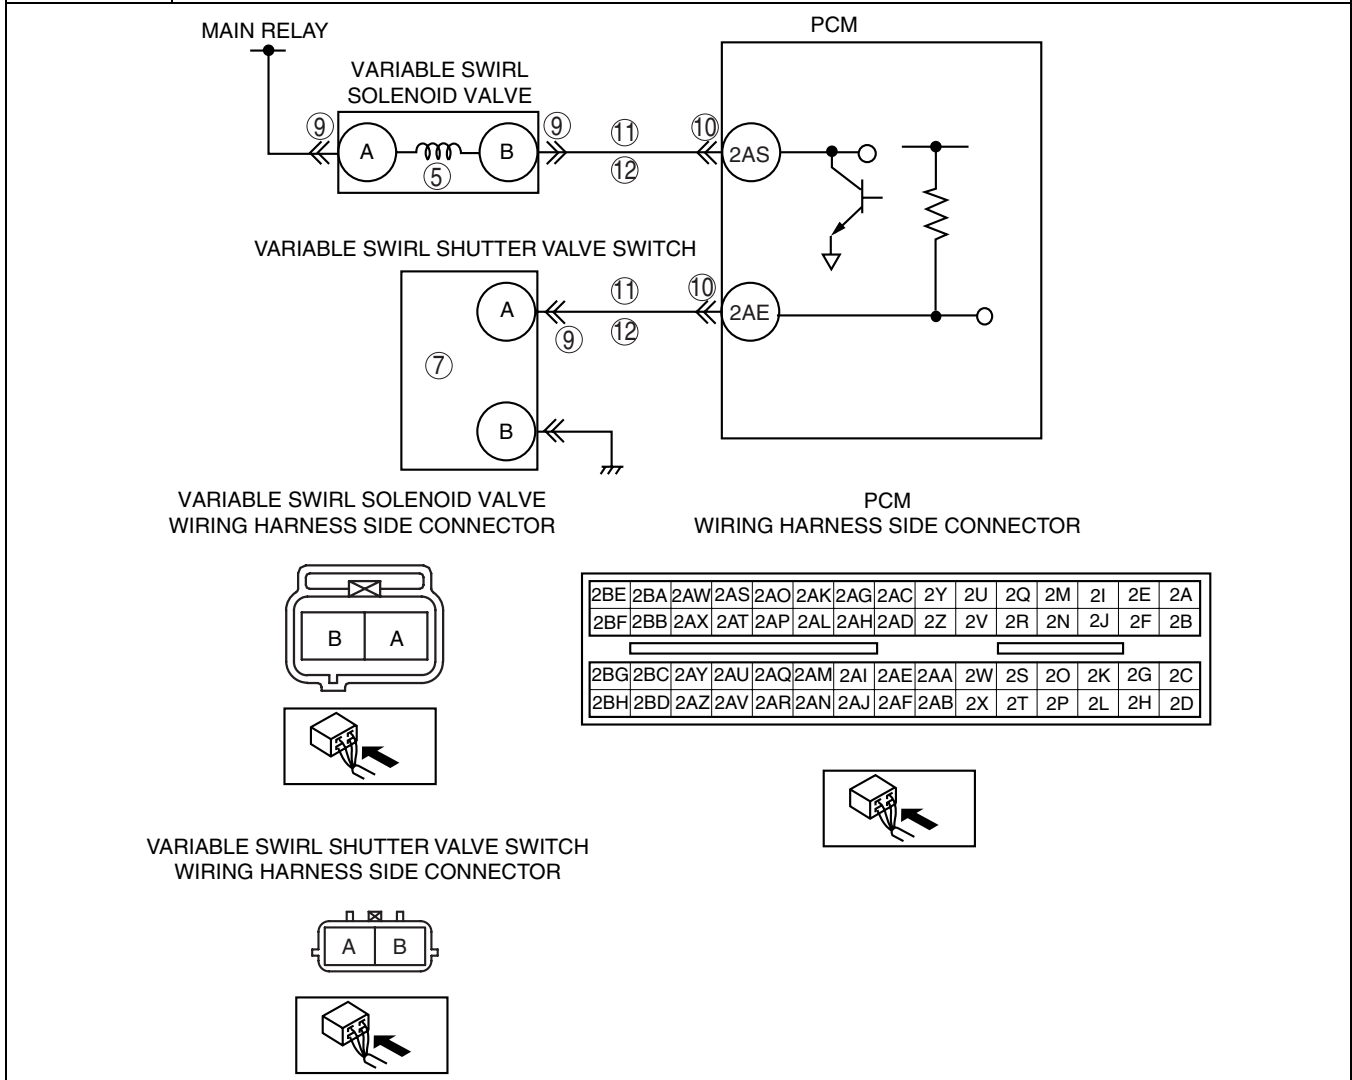 MAIN RELAY
PCM
VARIABLE SWIRL
SOLENOID VALVE
⑨ A ⑤ B ⑨ ⑪ ⑫ ⑩ 2AS
VARIABLE SWIRL SHUTTER VALVE SWITCH
A ⑨ ⑪ ⑫ ⑩ 2AE
⑦
B
VARIABLE SWIRL SOLENOID VALVE
WIRING HARNESS SIDE CONNECTOR
B A
PCM
WIRING HARNESS SIDE CONNECTOR
2BE 2BA 2AW 2AS 2AO 2AK 2AG 2AC 2Y 2U 2Q 2M 2I 2E 2A
2BF 2BB 2AX 2AT 2AP 2AL 2AH 2AD 2Z 2V 2R 2N 2J 2F 2B
2BG 2BC 2AY 2AU 2AQ 2AM 2AI 2AE 2AA 2W 2S 2O 2K 2G 2C
2BH 2BD 2AZ 2AV 2AR 2AN 2AJ 2AF 2AB 2X 2T 2P 2L 2H 2D
VARIABLE SWIRL SHUTTER VALVE SWITCH
WIRING HARNESS SIDE CONNECTOR
A B